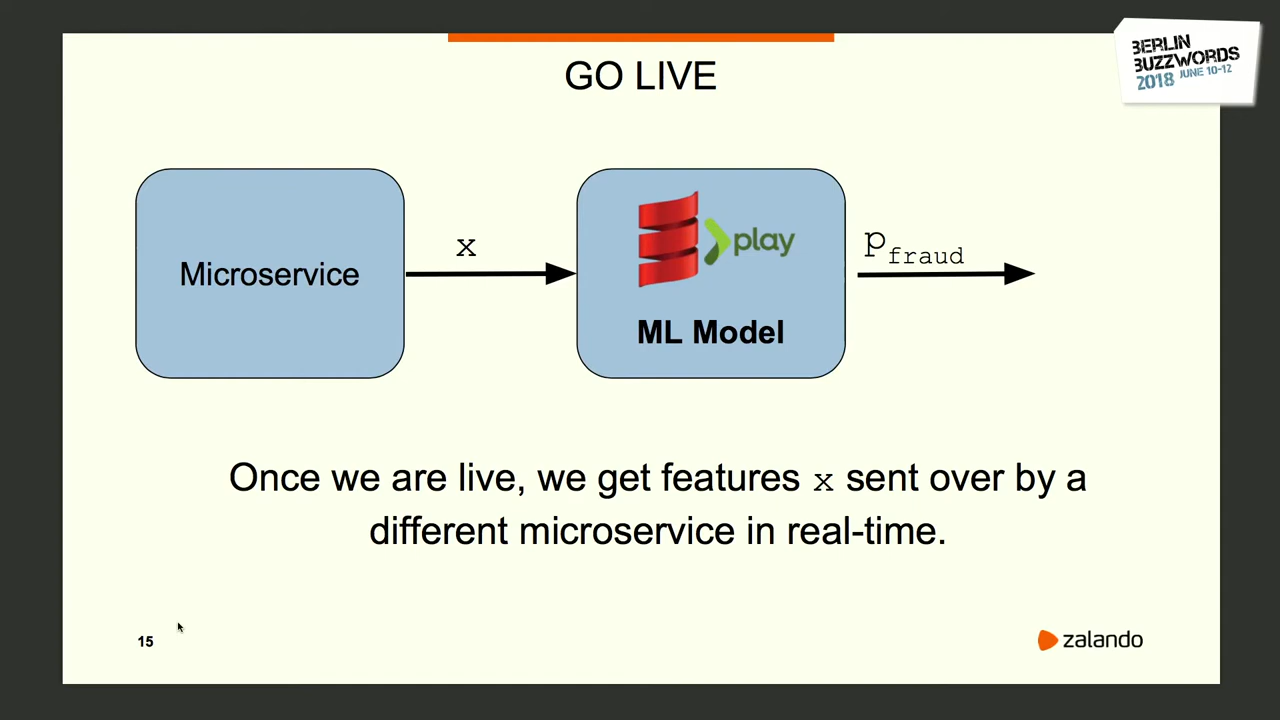 BERLIN
BUZZWORDS
2018 JUNE 10-12
GO LIVE
Microservice
x
play
ML Model
p fraud
Once we are live, we get features x sent over by a
different microservice in real-time.
15
zalando